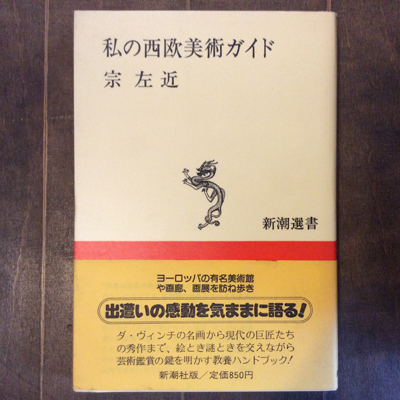 私の西欧美術ガイド
宗 左近
新潮選書
ヨーロッパの有名美術館
や画廊、画展を訪ね歩き
出遭いの感動を気ままに語る!
ダ・ヴィンチの名画から現代の巨匠たち
の秀作まで、絵とき謎ときを交えながら
芸術鑑賞の鍵を明かす教養ハンドブック!
新潮社版/定価850円